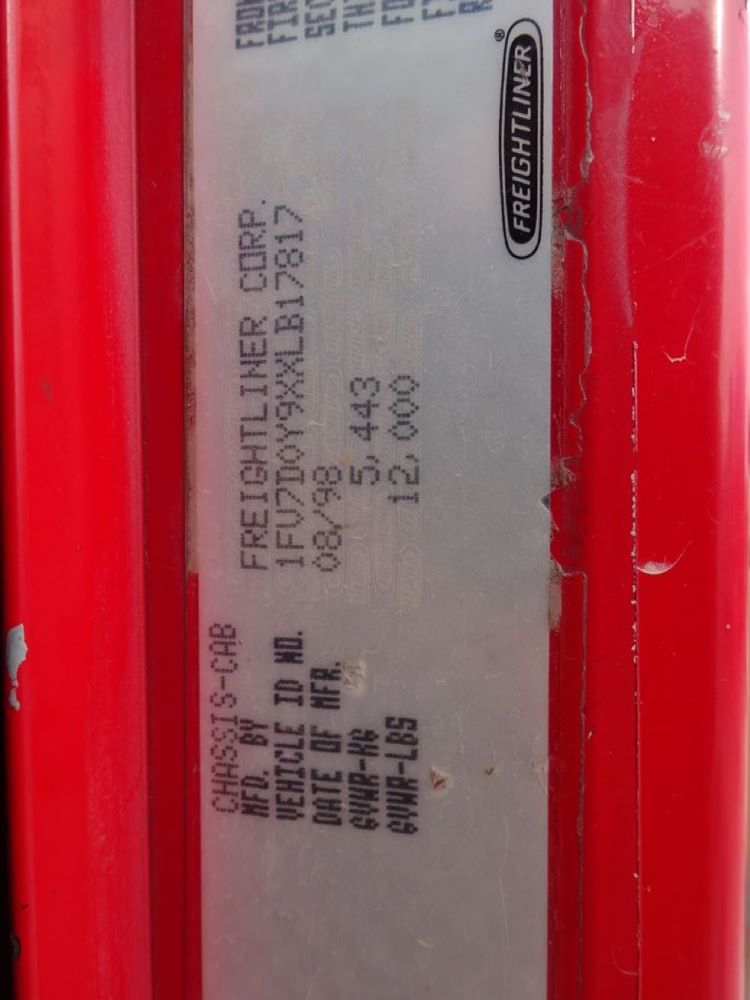 CHASSIS-CAB
MFD. BY FREIGHTLINER CORP.
VEHICLE ID NO. 1FV7D0Y9XXLB17817
DATE OF MFR. 08/98
GVWR-KG 5,443
GVWR-LBS 12,000
FREIGHTLINER®